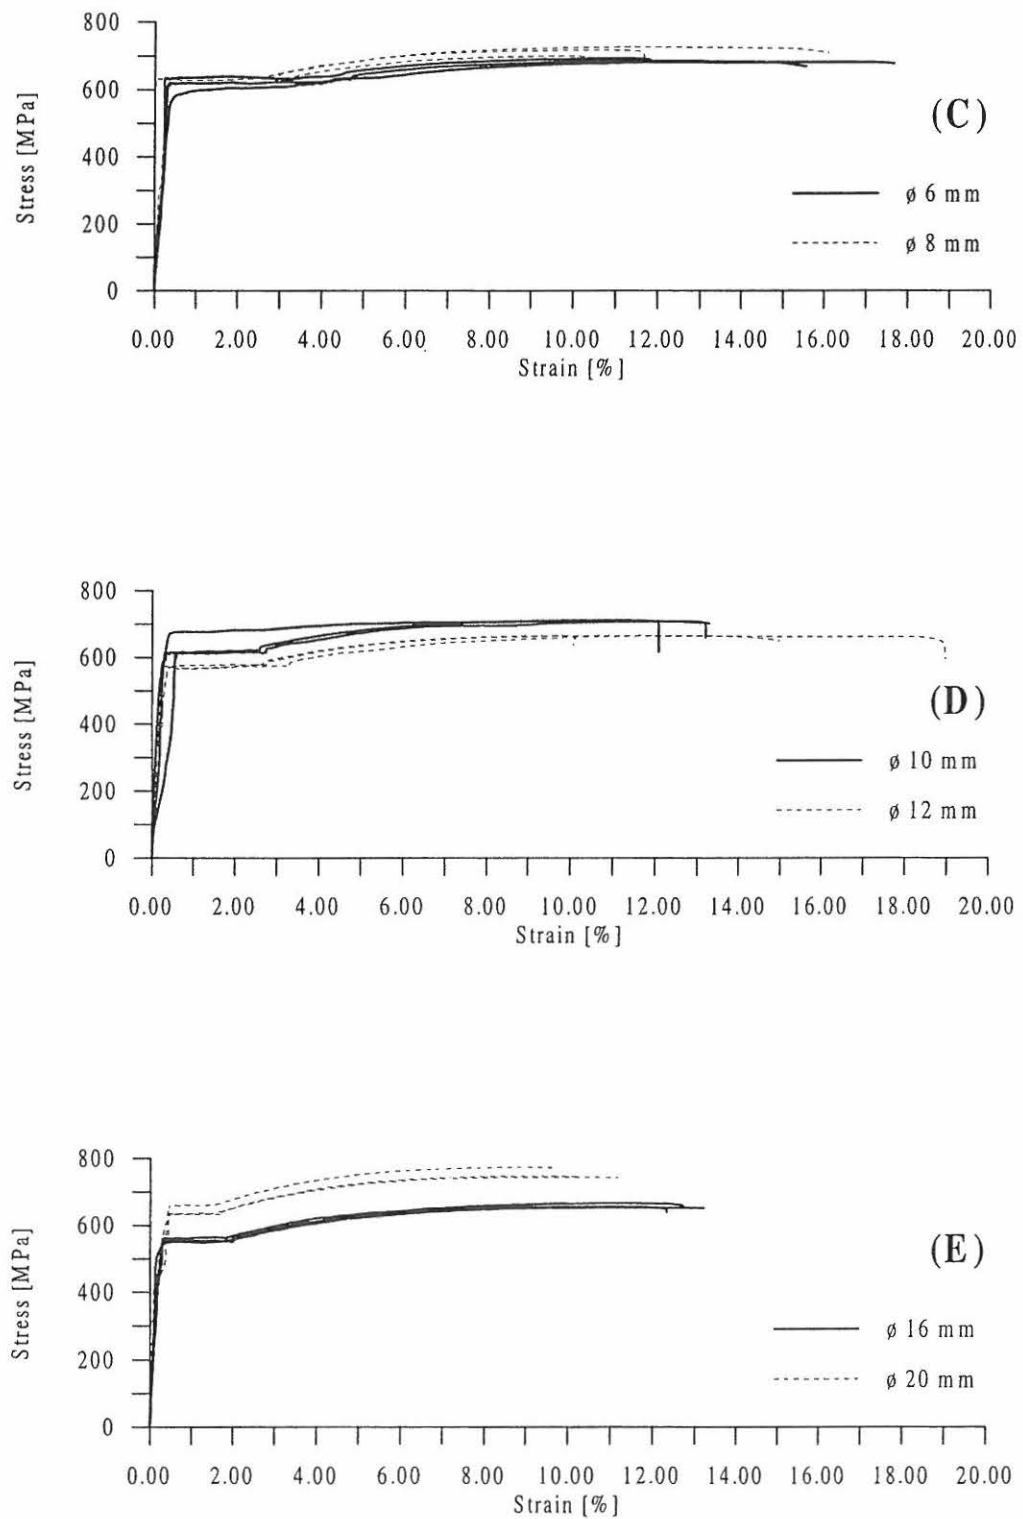 800
600
400
200
0
Stress [MPa]
(C)
ø 6 mm
ø 8 mm
0.00 2.00 4.00 6.00 8.00 10.00 12.00 14.00 16.00 18.00 20.00
Strain [%]
800
600
400
200
0
Stress [MPa]
(D)
ø 10 mm
ø 12 mm
0.00 2.00 4.00 6.00 8.00 10.00 12.00 14.00 16.00 18.00 20.00
Strain [%]
800
600
400
200
0
Stress [MPa]
(E)
ø 16 mm
ø 20 mm
0.00 2.00 4.00 6.00 8.00 10.00 12.00 14.00 16.00 18.00 20.00
Strain [%]